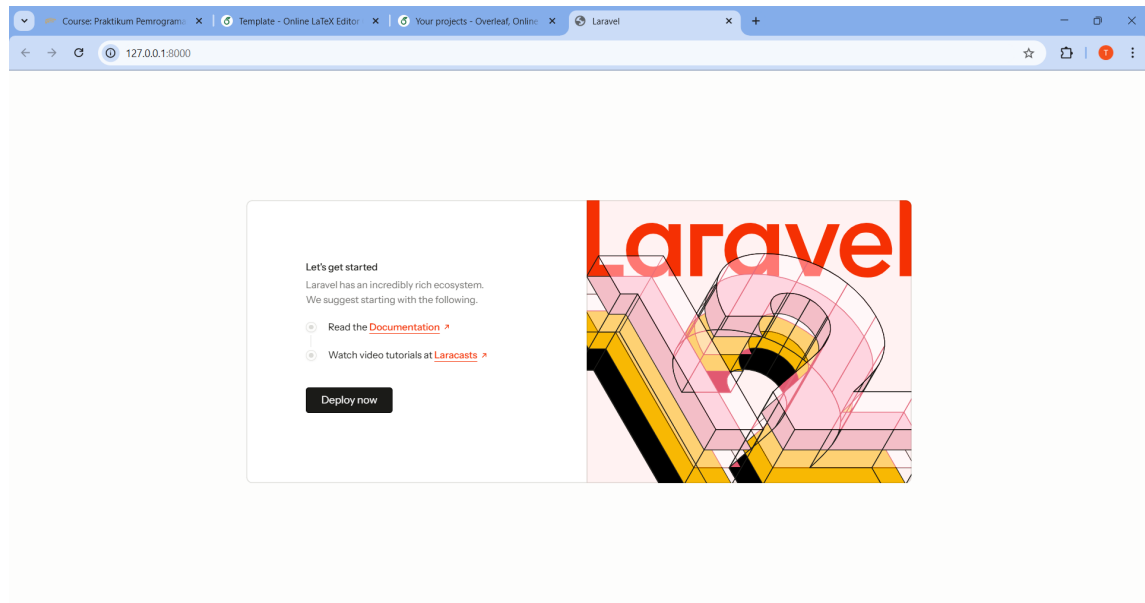 Course: Praktikum Pemrograma
Template - Online LaTeX Editor
Your projects - Overleaf, Online
Laravel
127.0.0.1:8000
T
Laravel
Let's get started
Laravel has an incredibly rich ecosystem.
We suggest starting with the following.
Read the Documentation
Watch video tutorials at Laracasts
Deploy now